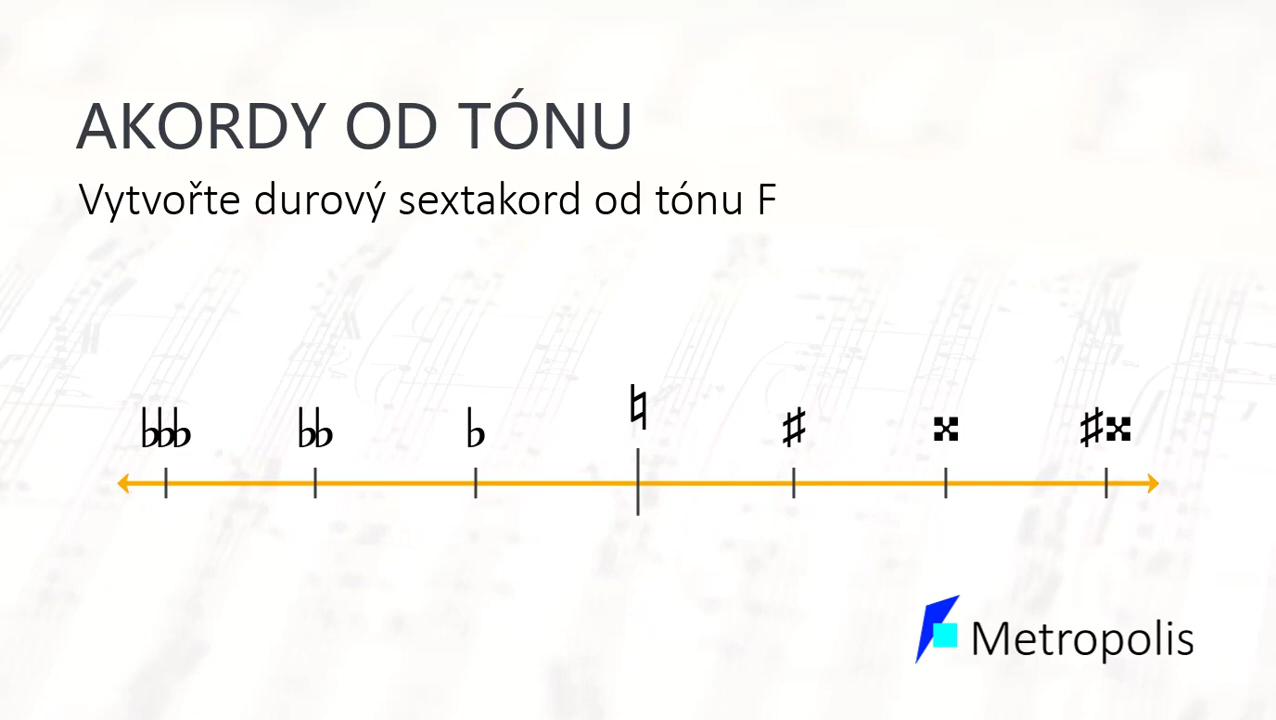 AKORDY OD TÓNU
Vytvořte durový sextakord od tónu F
♭♭♭ ♭♭ ♭ ♮ ♯ 𝄪 ♯𝄪
Metropolis